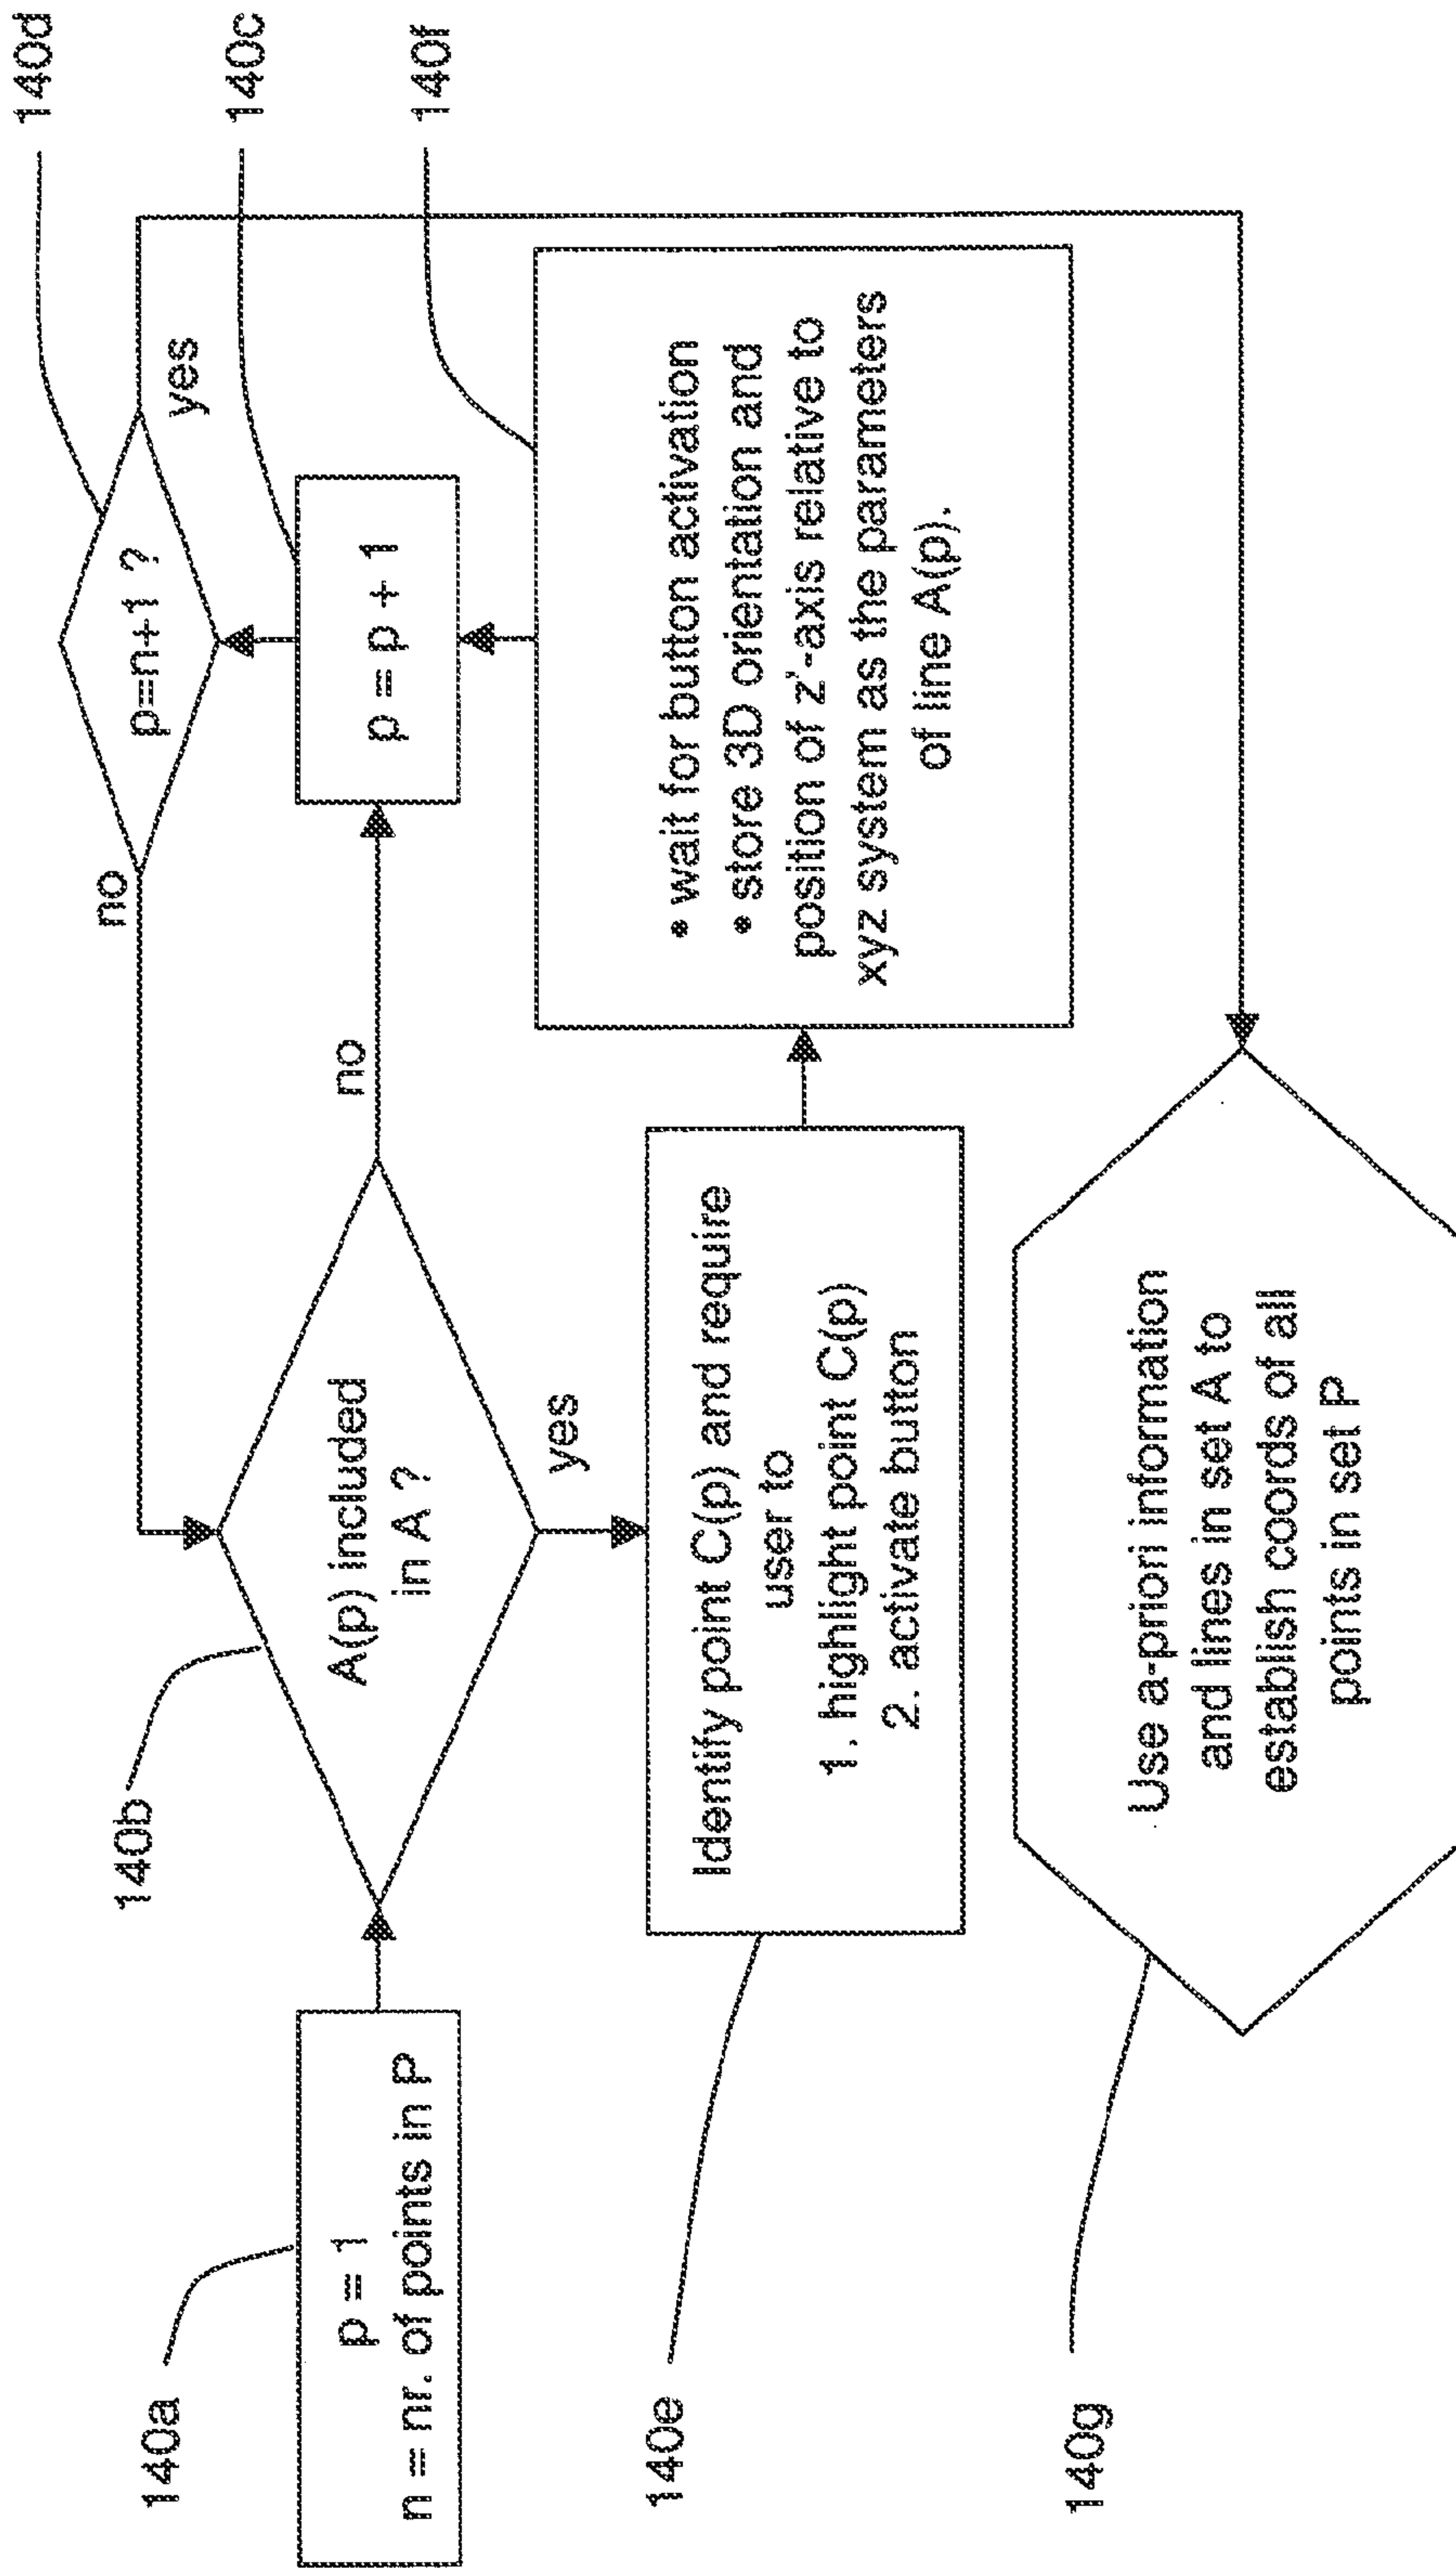 140a
p = 1
n = nr. of points in P
140b
A(p) included
in A ?
no
yes
140c
p = p + 1
140d
p=n+1 ?
no
yes
140e
Identify point C(p) and require
user to
1. highlight point C(p)
2. activate button
140f
• wait for button activation
• store 3D orientation and
position of z'-axis relative to
xyz system as the parameters
of line A(p).
140g
Use a-priori information
and lines in set A to
establish coords of all
points in set P